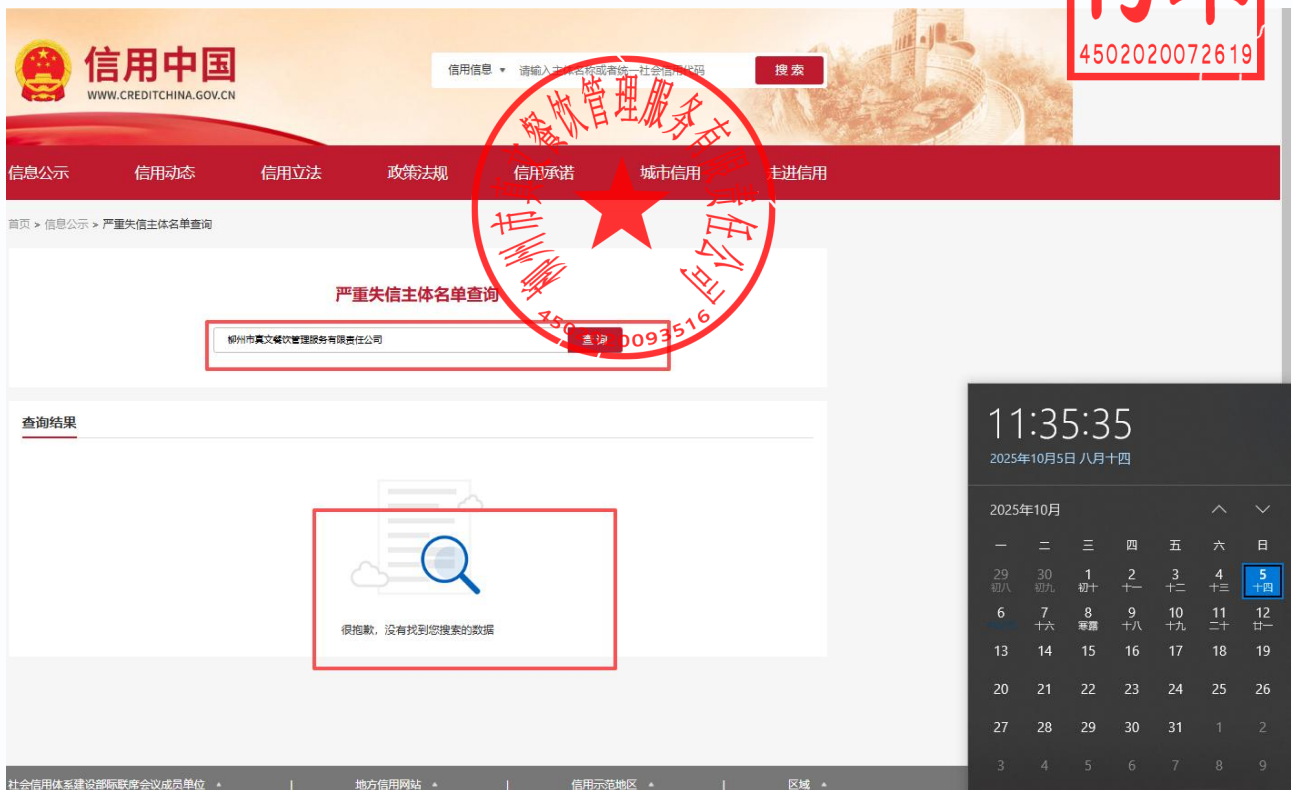 4502020072619
信用中国
WWW.CREDITCHINA.GOV.CN
信用信息
请输入主体名称或者统一社会信用代码
搜索
信息公示 信用动态 信用立法 政策法规 信用承诺 城市信用 走进信用
首页 > 信息公示 > 严重失信主体名单查询
餐饮管理服务有限责任公司
严重失信主体名单查询
柳州市真文餐饮管理服务有限责任公司
查询
查询结果
很抱歉，没有找到您搜索的数据
11:35:35
2025年10月5日 八月十四
2025年10月
一 二 三 四 五 六 日
29 30 1 2 3 4 5
初八 初九 初十 十一 十二 十三 十四
6 7 8 9 10 11 12
十六 寒露 十八 十九 二十 廿一
13 14 15 16 17 18 19
20 21 22 23 24 25 26
27 28 29 30 31 1 2
3 4 5 6 7 8 9
社会信用体系建设部际联席会议成员单位 | 地方信用网站 | 信用示范地区 | 区域